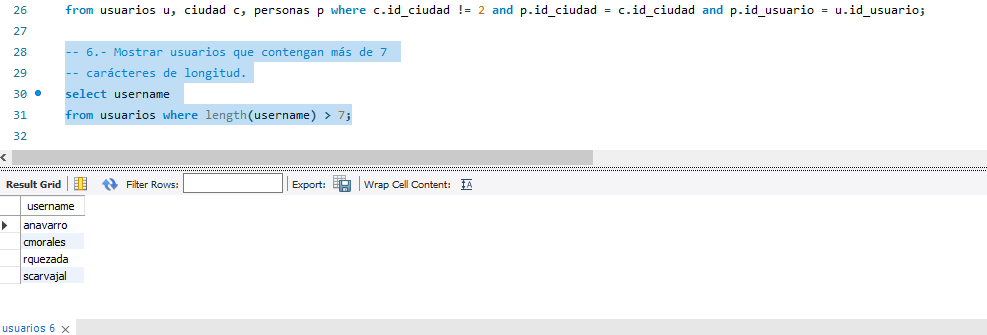 26 from usuarios u, ciudad c, personas p where c.id_ciudad != 2 and p.id_ciudad = c.id_ciudad and p.id_usuario = u.id_usuario;
27
28 -- 6.- Mostrar usuarios que contengan más de 7
29 -- carácteres de longitud.
30 select username
31 from usuarios where length(username) > 7;
32
Result Grid Filter Rows: Export: Wrap Cell Content:
username
anavarro
cmorales
rquezada
scarvajal
usuarios 6